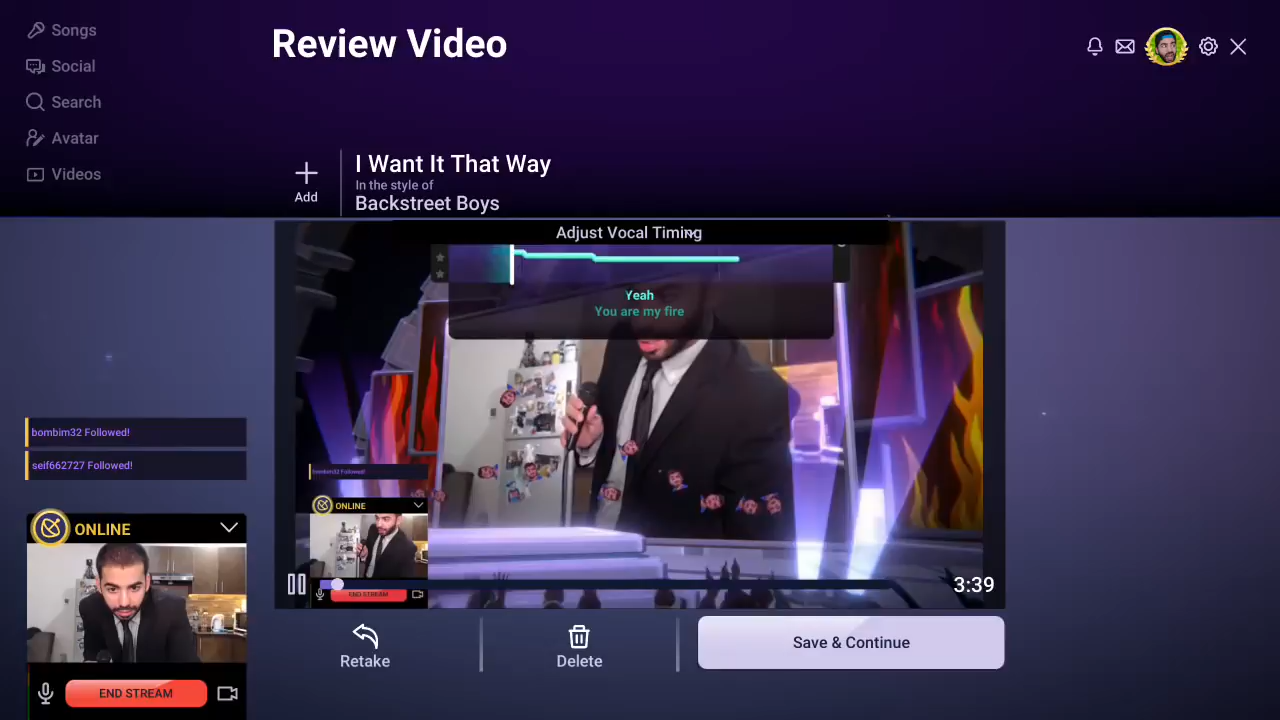 Songs
Social
Search
Avatar
Videos
Review Video
Add
I Want It That Way
In the style of
Backstreet Boys
Adjust Vocal Timing
Yeah
You are my fire
bombim32 Followed!
seif662727 Followed!
ONLINE
END STREAM
bombim32 Followed!
ONLINE
END STREAM
3:39
Retake
Delete
Save & Continue